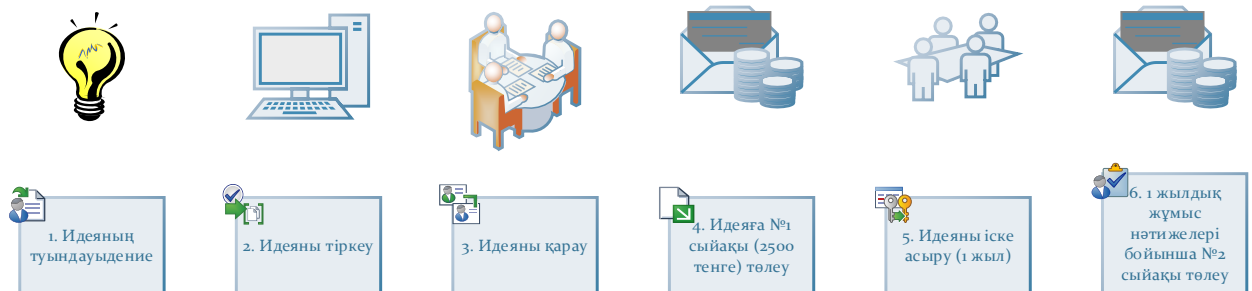 1. Идеяның
туындауыдение
2. Идеяны тіркеу
3. Идеяны қарау
4. Идеяға №1
сыйақы (2500
тенге) төлеу
5. Идеяны іске
асыру (1 жыл)
6. 1 жылдық
жұмыс
нәтижелері
бойынша №2
сыйақы төлеу